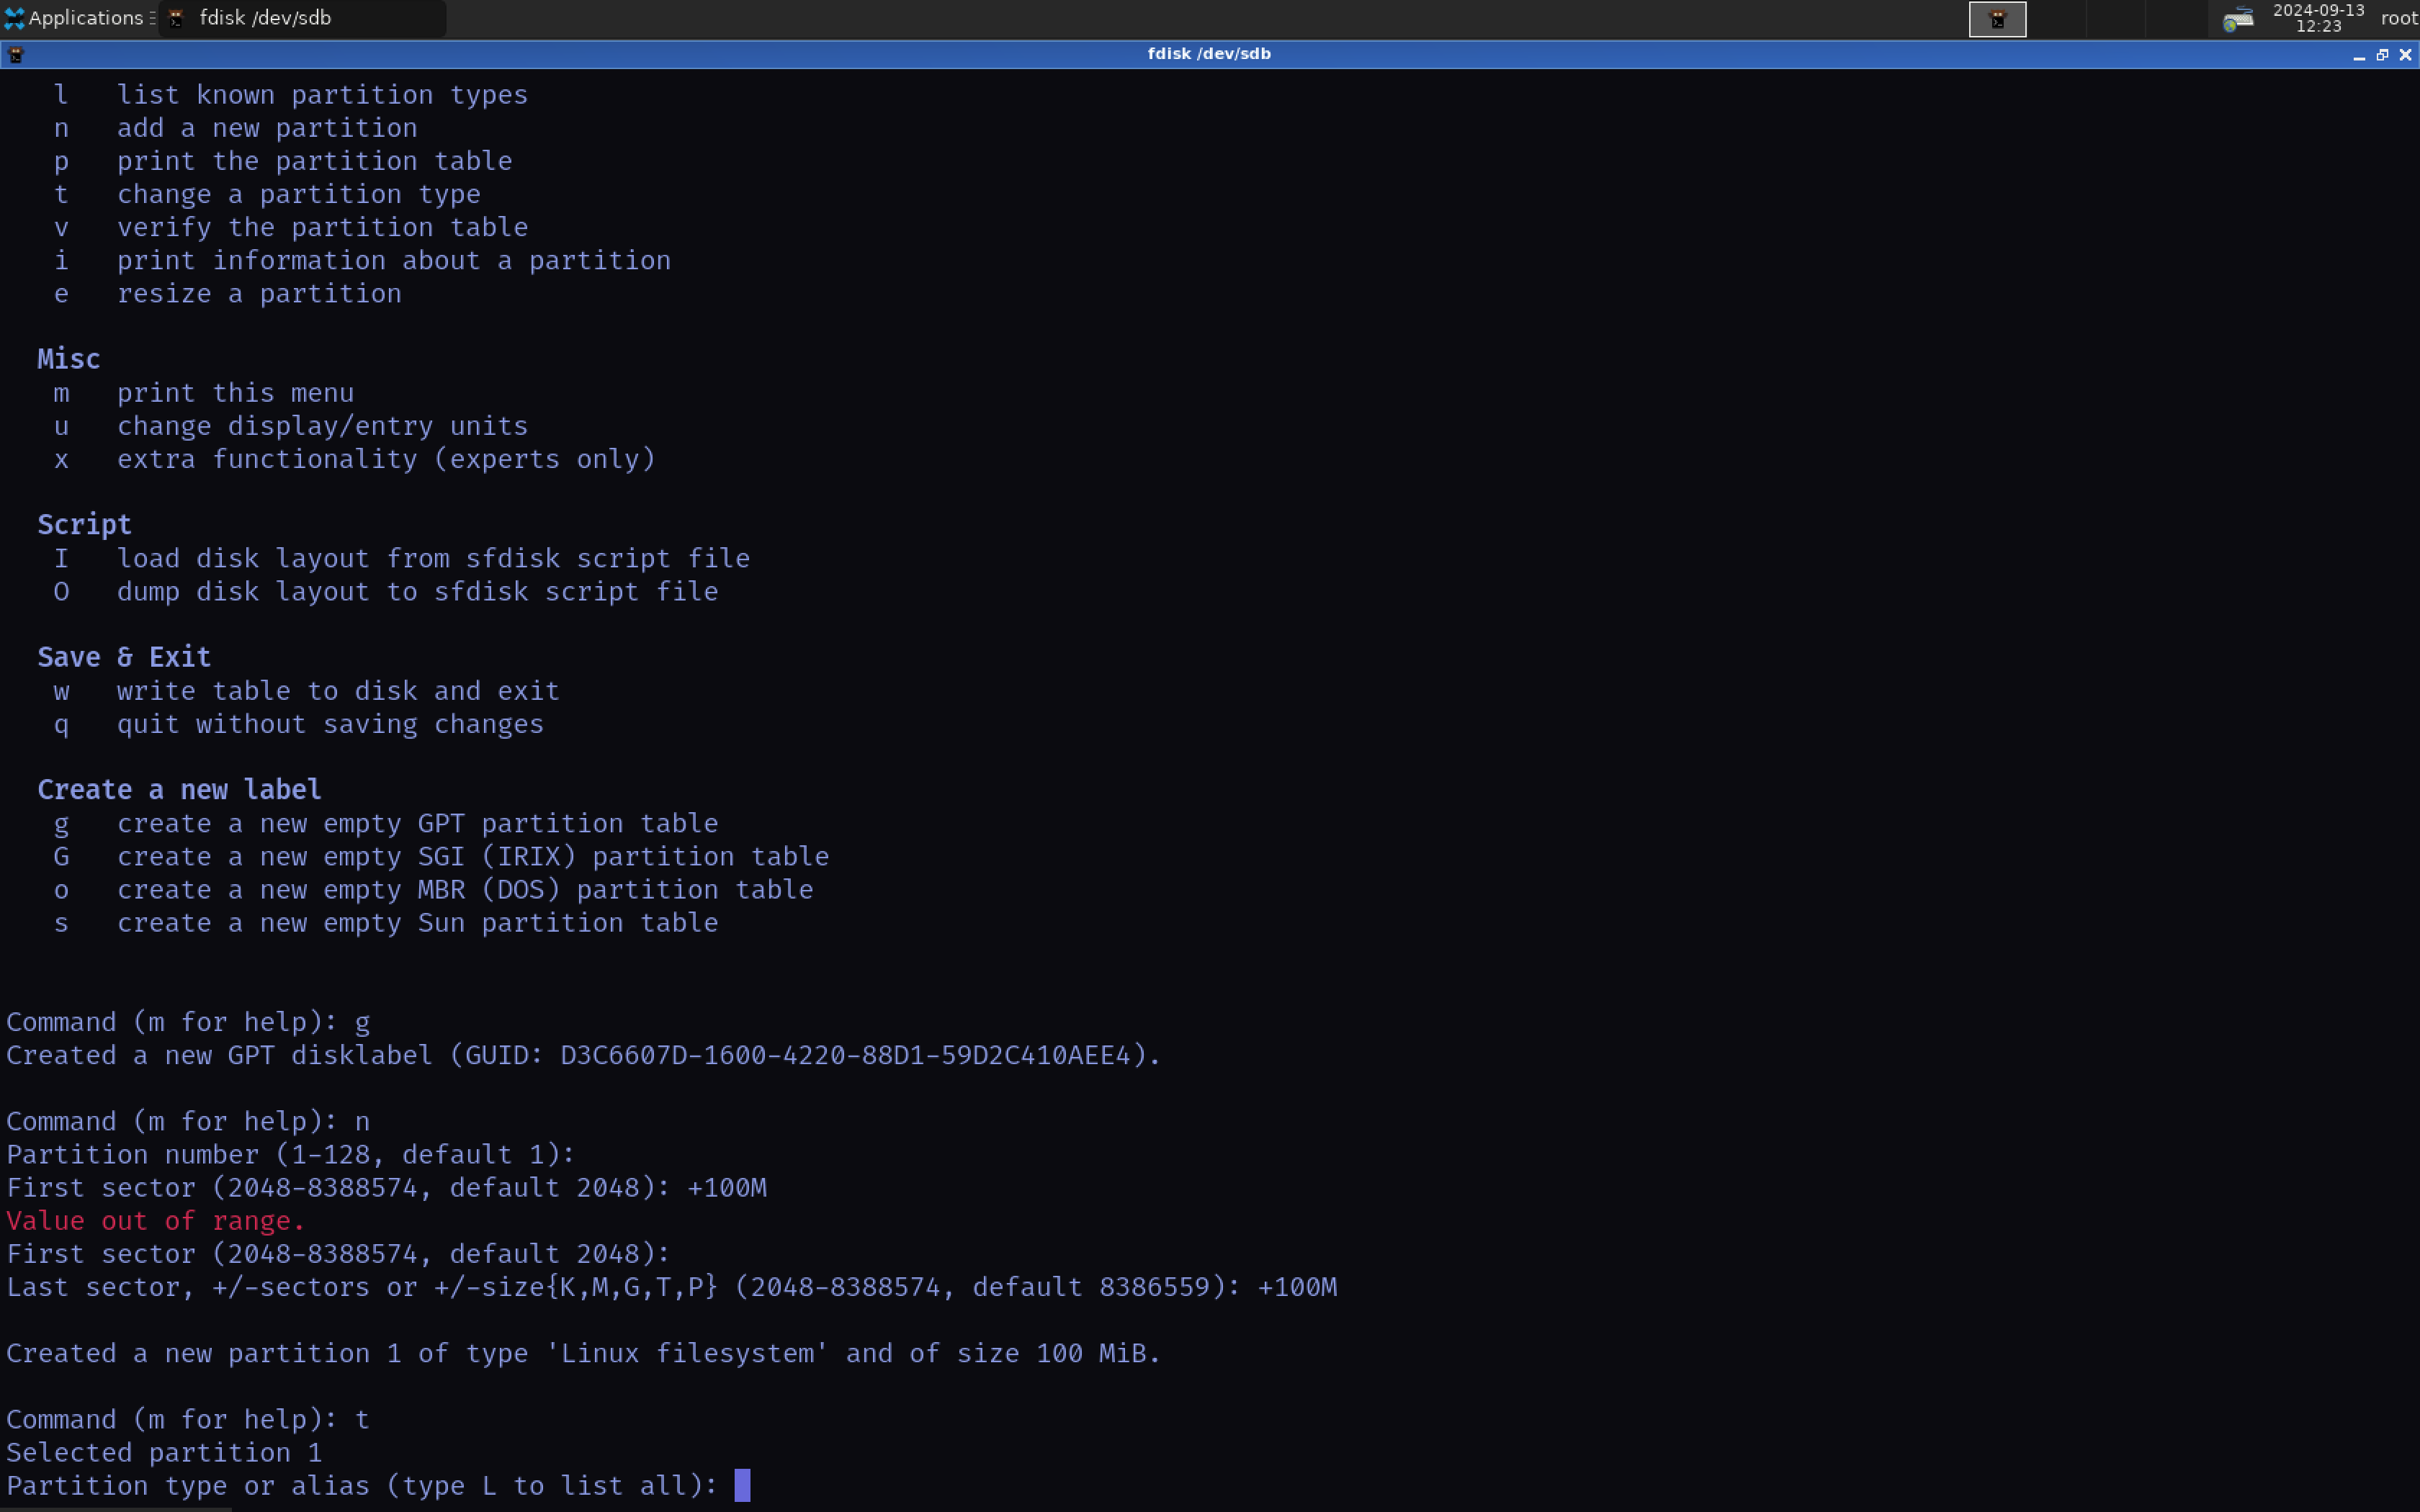 Applications
fdisk /dev/sdb
2024-09-13
12:23
root
fdisk /dev/sdb
l list known partition types
n add a new partition
p print the partition table
t change a partition type
v verify the partition table
i print information about a partition
e resize a partition
Misc
m print this menu
u change display/entry units
x extra functionality (experts only)
Script
I load disk layout from sfdisk script file
O dump disk layout to sfdisk script file
Save & Exit
w write table to disk and exit
q quit without saving changes
Create a new label
g create a new empty GPT partition table
G create a new empty SGI (IRIX) partition table
o create a new empty MBR (DOS) partition table
s create a new empty Sun partition table
Command (m for help): g
Created a new GPT disklabel (GUID: D3C6607D-1600-4220-88D1-59D2C410AEE4).
Command (m for help): n
Partition number (1-128, default 1):
First sector (2048-8388574, default 2048): +100M
Value out of range.
First sector (2048-8388574, default 2048):
Last sector, +/-sectors or +/-size{K,M,G,T,P} (2048-8388574, default 8386559): +100M
Created a new partition 1 of type 'Linux filesystem' and of size 100 MiB.
Command (m for help): t
Selected partition 1
Partition type or alias (type L to list all):